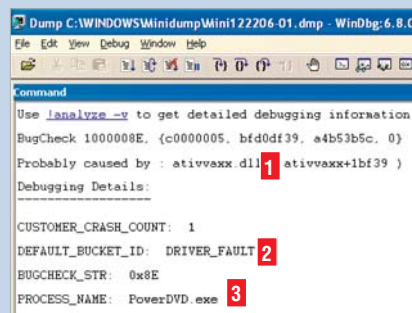 Dump C:\WINDOWS\Minidump\Mini122206-01.dmp - WinDbg:6.8.0
File Edit View Debug Window Help
Command
Use !analyze -v to get detailed debugging information
BugCheck 1000008E, {c0000005, bfd0df39, a4b53b5c, 0}
Probably caused by : ativvaxx.dll 1 ativvaxx+1bf39 )
Debugging Details:
------------------
CUSTOMER_CRASH_COUNT: 1
DEFAULT_BUCKET_ID: DRIVER_FAULT 2
BUGCHECK_STR: 0x8E
PROCESS_NAME: PowerDVD.exe 3